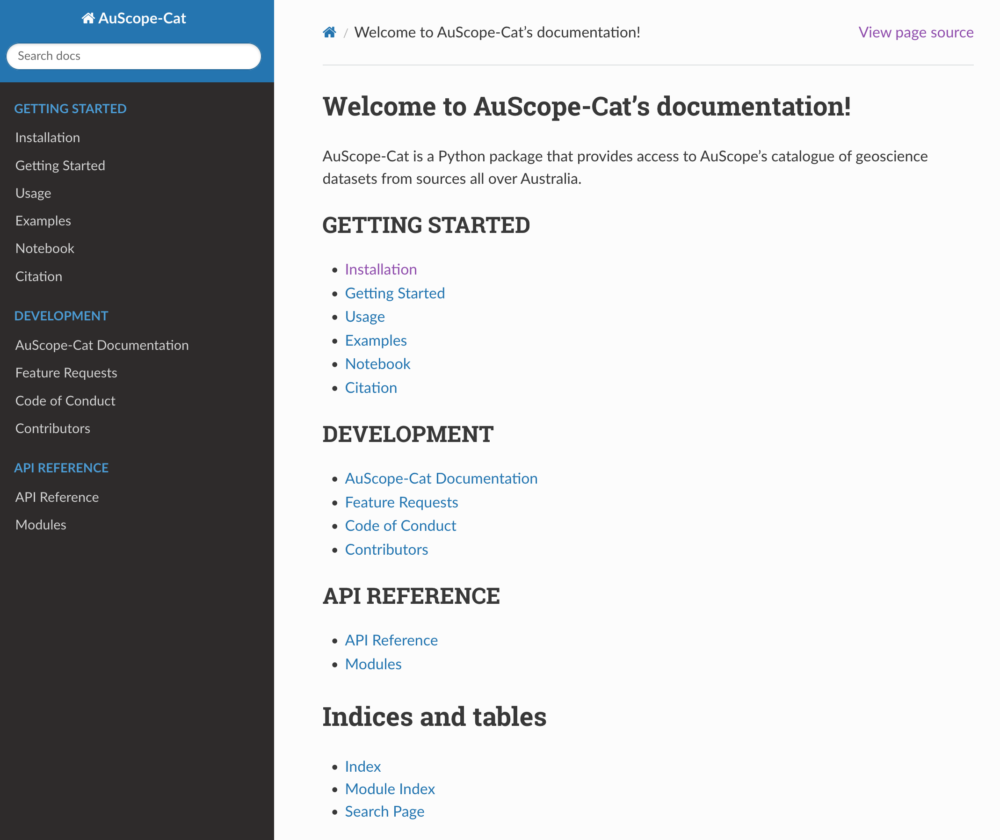 AuScope-Cat
Search docs
GETTING STARTED
Installation
Getting Started
Usage
Examples
Notebook
Citation
DEVELOPMENT
AuScope-Cat Documentation
Feature Requests
Code of Conduct
Contributors
API REFERENCE
API Reference
Modules
/ Welcome to AuScope-Cat’s documentation!
View page source
Welcome to AuScope-Cat’s documentation!
AuScope-Cat is a Python package that provides access to AuScope’s catalogue of geoscience
datasets from sources all over Australia.
GETTING STARTED
• Installation
• Getting Started
• Usage
• Examples
• Notebook
• Citation
DEVELOPMENT
• AuScope-Cat Documentation
• Feature Requests
• Code of Conduct
• Contributors
API REFERENCE
• API Reference
• Modules
Indices and tables
• Index
• Module Index
• Search Page